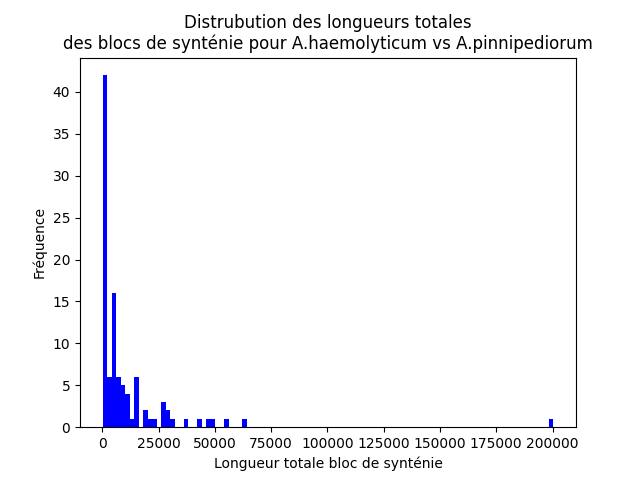 Distrubution des longueurs totales
des blocs de synténie pour A.haemolyticum vs A.pinnipediorum
40
35
30
25
20
15
10
5
0
Fréquence
0 25000 50000 75000 100000 125000 150000 175000 200000
Longueur totale bloc de synténie